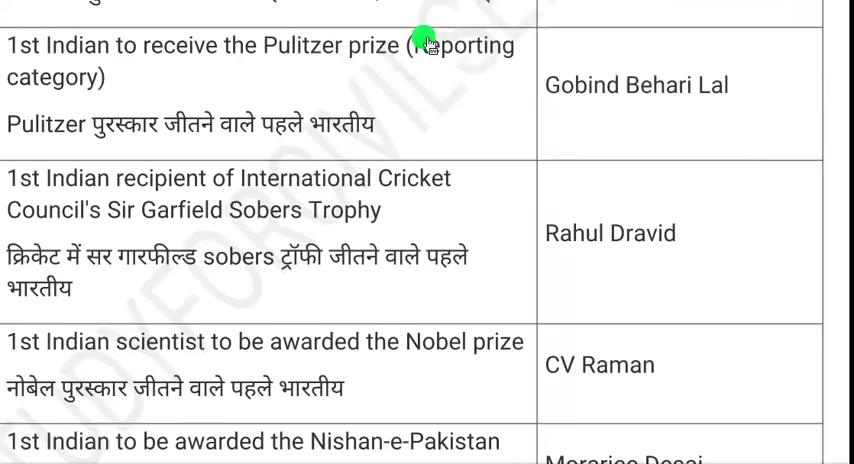 1st Indian to receive the Pulitzer prize (Reporting
category)
Pulitzer पुरस्कार जीतने वाले पहले भारतीय
Gobind Behari Lal
1st Indian recipient of International Cricket
Council's Sir Garfield Sobers Trophy
क्रिकेट में सर गारफील्ड sobers ट्रॉफी जीतने वाले पहले
भारतीय
Rahul Dravid
1st Indian scientist to be awarded the Nobel prize
नोबेल पुरस्कार जीतने वाले पहले भारतीय
CV Raman
1st Indian to be awarded the Nishan-e-Pakistan